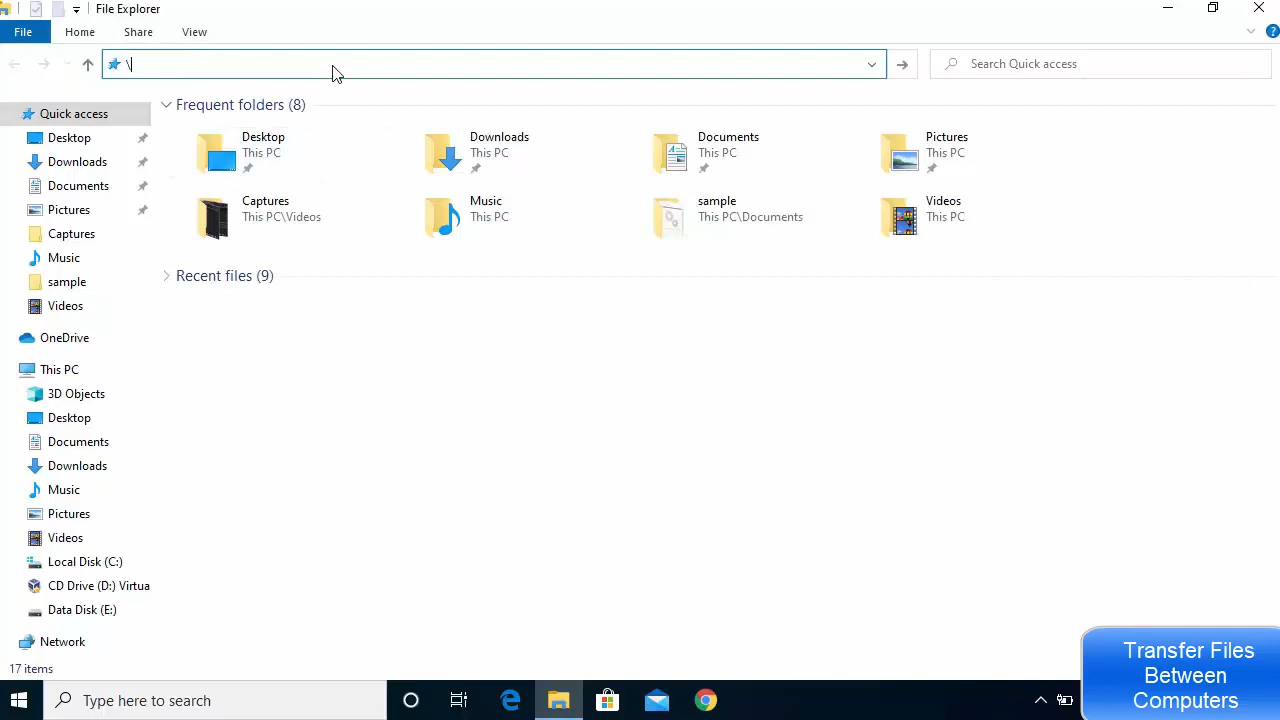 File Explorer
File
Home
Share
View
\
Search Quick access
Quick access
Desktop
Downloads
Documents
Pictures
Captures
Music
sample
Videos
OneDrive
This PC
3D Objects
Desktop
Documents
Downloads
Music
Pictures
Videos
Local Disk (C:)
CD Drive (D:) Virtua
Data Disk (E:)
Network
Frequent folders (8)
Desktop
This PC
Downloads
This PC
Documents
This PC
Pictures
This PC
Captures
This PC\Videos
Music
This PC
sample
This PC\Documents
Videos
This PC
Recent files (9)
17 items
Transfer Files
Between
Computers
Type here to search